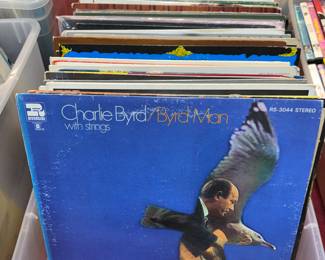 Charlie Byrd/Byrd Man
with strings
RS-3044 STEREO